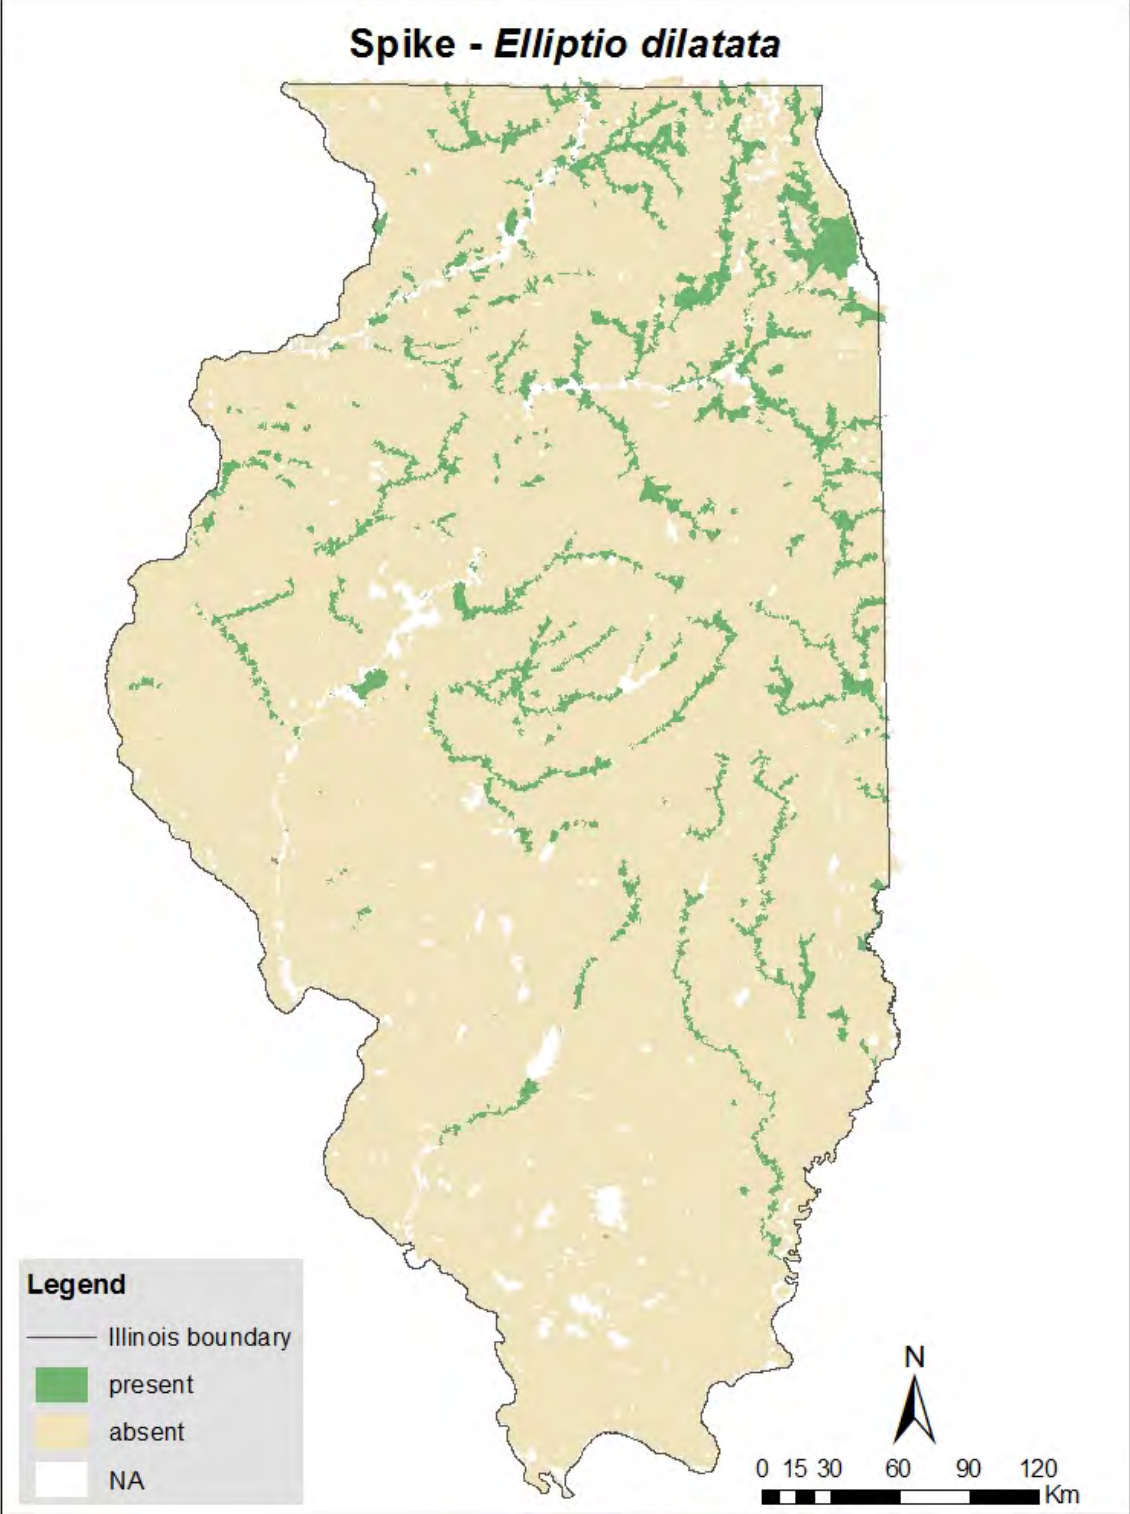 Spike - Elliptio dilatata
Legend
Illinois boundary
present
absent
NA
N
0 15 30 60 90 120
Km